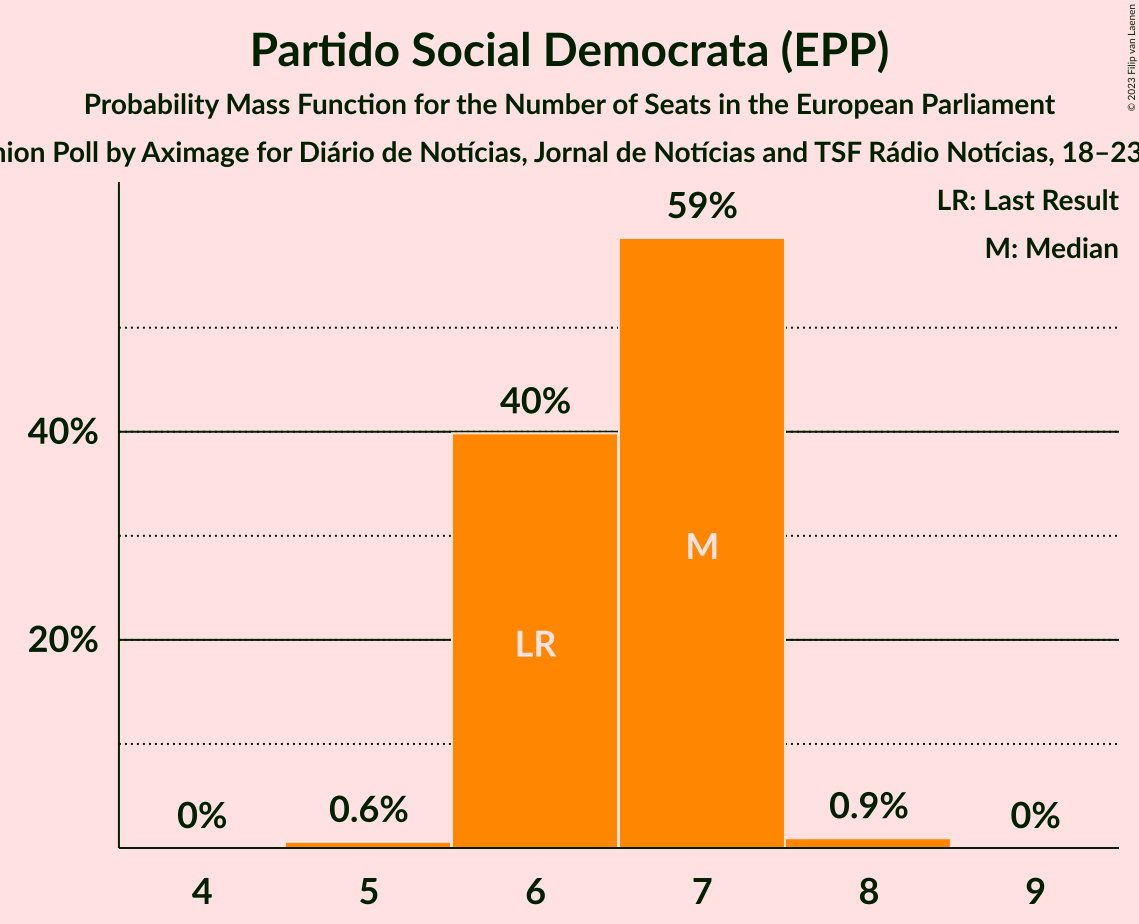 Partido Social Democrata (EPP)
Probability Mass Function for the Number of Seats in the European Parliament
Poll by Aximage for Diário de Notícias, Jornal de Notícias and TSF Rádio Notícias, 18–23
© 2023 Filip van Laenen
LR: Last Result
M: Median
59%
40%
40%
M
20%
LR
0%
0.6%
0.9%
0%
4
5
6
7
8
9